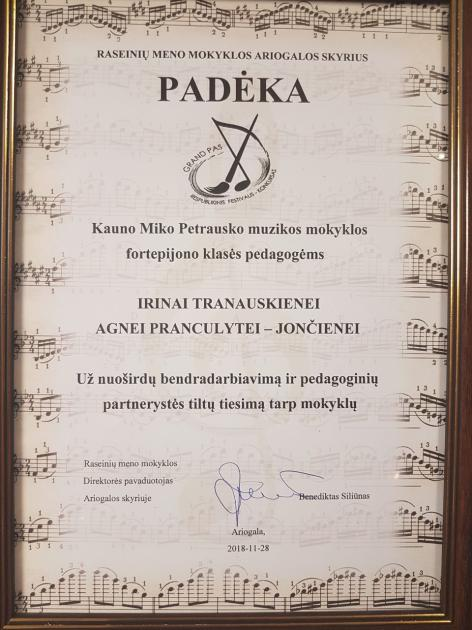 RASEINIŲ MENO MOKYKLOS ARIOGALOS SKYRIUS
PADĖKA
GRAND PAS
RESPUBLIKINIS FESTIVALIS - KONKURSAS
Kauno Miko Petrausko muzikos mokyklos
fortepijono klasės pedagogėms
IRINAI TRANAUSKIENEI
AGNEI PRANCULYTEI – JONČIENEI
Už nuoširdų bendradarbiavimą ir pedagoginių
partnerystės tiltų tiesimą tarp mokyklų
Raseinių meno mokyklos
Direktorės pavaduotojas
Ariogalos skyriuje
Benediktas Siliūnas
Ariogala,
2018-11-28